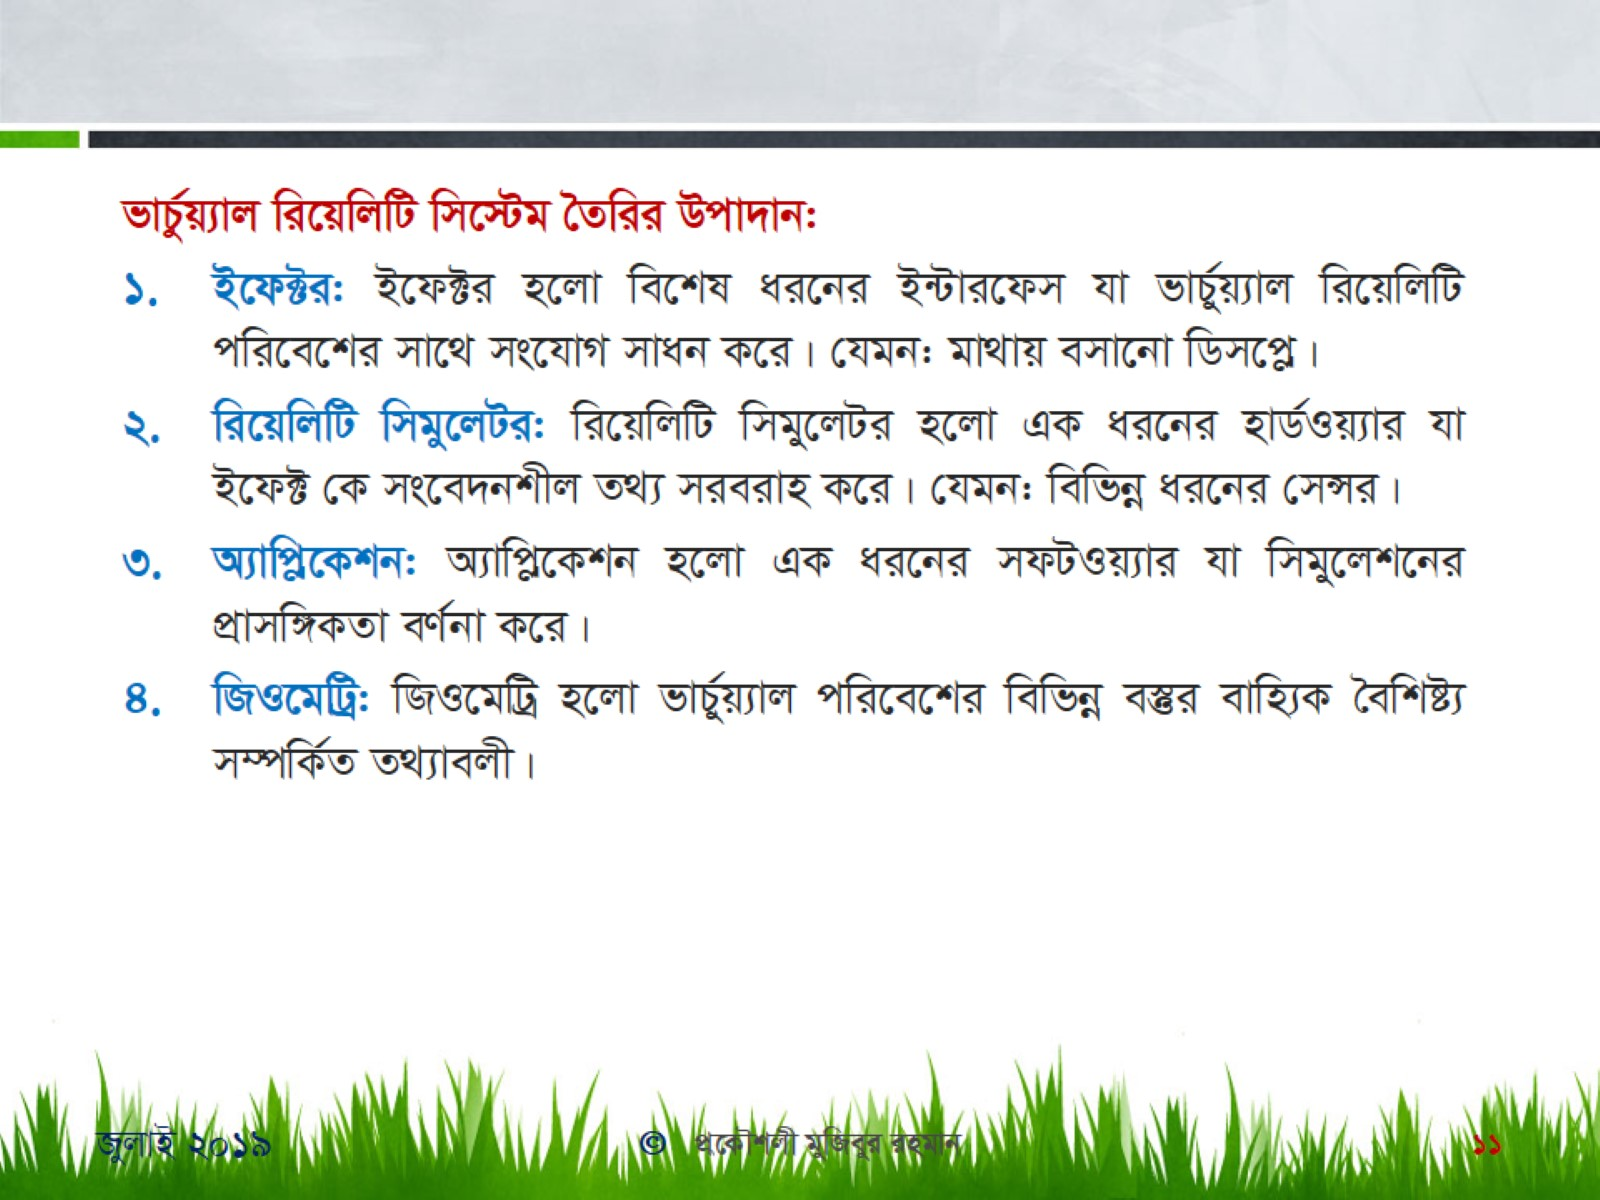 ভার্চুয়্যাল রিয়েলিটি সিস্টেম তৈরির উপাদান:
১. ইফেক্টর: ইফেক্টর হলো বিশেষ ধরনের ইন্টারফেস যা ভার্চুয়্যাল রিয়েলিটি
পরিবেশের সাথে সংযোগ সাধন করে। যেমন: মাথায় বসানো ডিসপ্লে।
২. রিয়েলিটি সিমুলেটর: রিয়েলিটি সিমুলেটর হলো এক ধরনের হার্ডওয়্যার যা
ইফেক্ট কে সংবেদনশীল তথ্য সরবরাহ করে। যেমন: বিভিন্ন ধরনের সেন্সর।
৩. অ্যাপ্লিকেশন: অ্যাপ্লিকেশন হলো এক ধরনের সফটওয়্যার যা সিমুলেশনের
প্রাসঙ্গিকতা বর্ণনা করে।
৪. জিওমেট্রি: জিওমেট্রি হলো ভার্চুয়্যাল পরিবেশের বিভিন্ন বস্তুর বাহ্যিক বৈশিষ্ট্য
সম্পর্কিত তথ্যাবলী।
জুলাই ২০১৯ © প্রকৌশলী মুজিবুর রহমান ১১